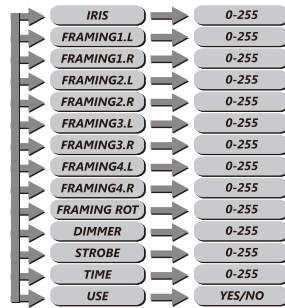 IRIS 0-255
FRAMING1.L 0-255
FRAMING1.R 0-255
FRAMING2.L 0-255
FRAMING2.R 0-255
FRAMING3.L 0-255
FRAMING3.R 0-255
FRAMING4.L 0-255
FRAMING4.R 0-255
FRAMING ROT 0-255
DIMMER 0-255
STROBE 0-255
TIME 0-255
USE YES/NO